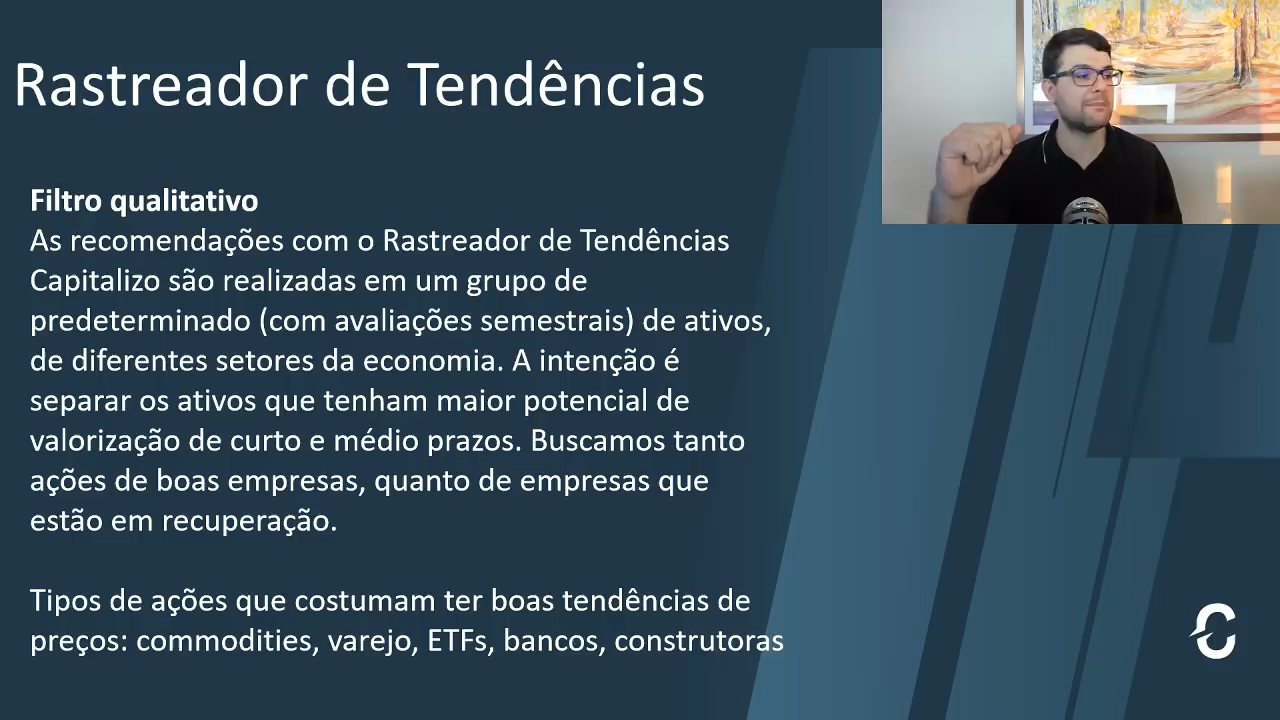 Rastreador de Tendências
Filtro qualitativo
As recomendações com o Rastreador de Tendências
Capitalizo são realizadas em um grupo de
predeterminado (com avaliações semestrais) de ativos,
de diferentes setores da economia. A intenção é
separar os ativos que tenham maior potencial de
valorização de curto e médio prazos. Buscamos tanto
ações de boas empresas, quanto de empresas que
estão em recuperação.
Tipos de ações que costumam ter boas tendências de
preços: commodities, varejo, ETFs, bancos, construtoras